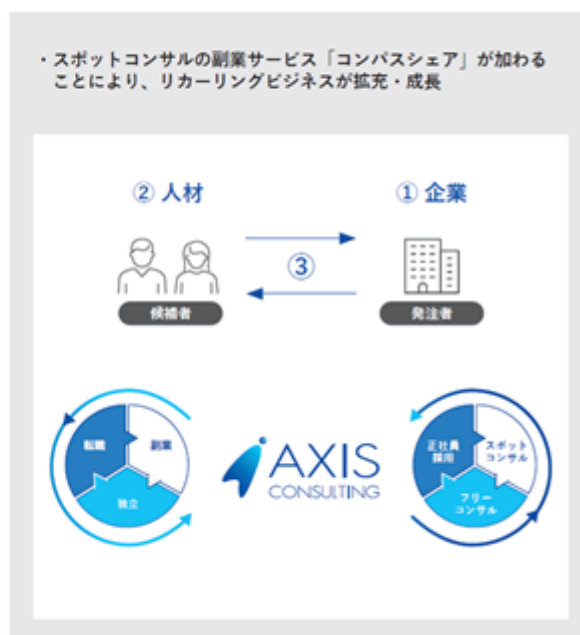 ・スポットコンサルの副業サービス「コンパスシェア」が加わる
ことにより、リカーリングビジネスが拡充・成長
② 人材
① 企業
③
候補者
発注者
転職
副業
独立
AXIS
CONSULTING
正社員
採用
スポット
コンサル
フリー
コンサル